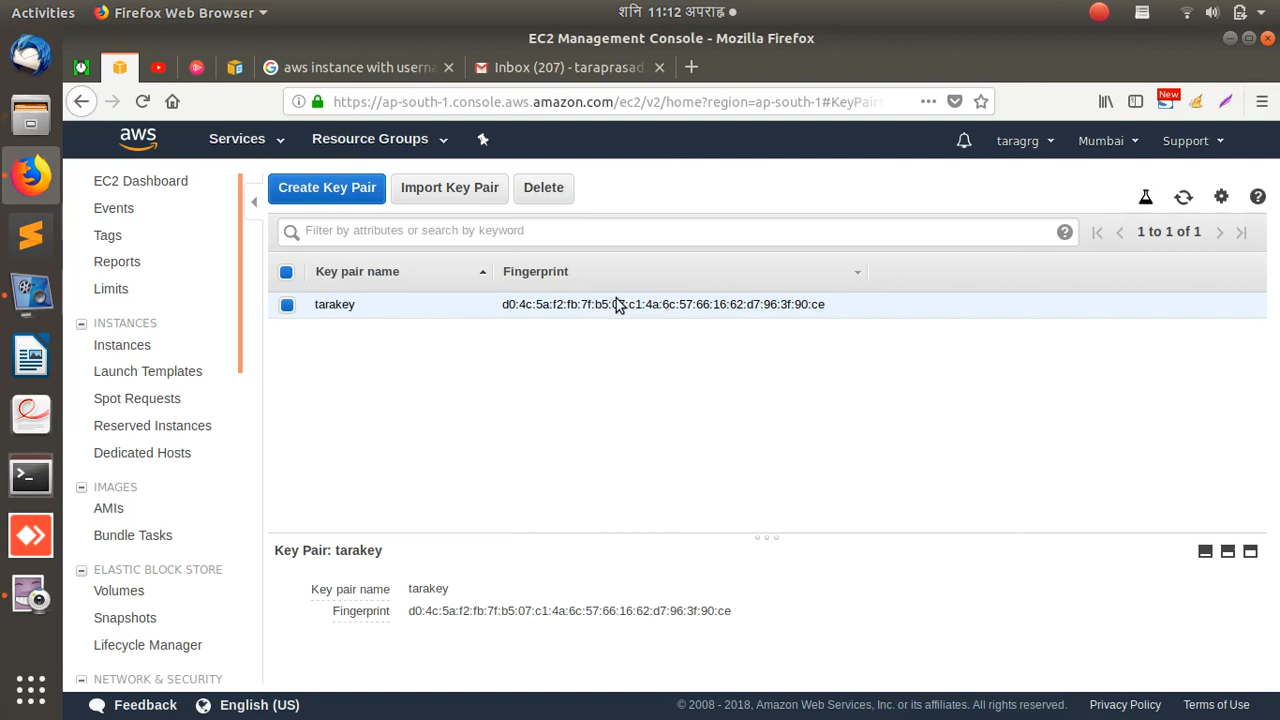 Activities Firefox Web Browser शनि 11:12 अपराह्न
EC2 Management Console - Mozilla Firefox
aws instance with userna Inbox (207) - taraprasad
https://ap-south-1.console.aws.amazon.com/ec2/v2/home?region=ap-south-1#KeyPairs New
aws Services Resource Groups taragrg Mumbai Support
EC2 Dashboard
Events
Tags
Reports
Limits
INSTANCES
Instances
Launch Templates
Spot Requests
Reserved Instances
Dedicated Hosts
IMAGES
AMIs
Bundle Tasks
ELASTIC BLOCK STORE
Volumes
Snapshots
Lifecycle Manager
NETWORK & SECURITY
Create Key Pair Import Key Pair Delete
Filter by attributes or search by keyword 1 to 1 of 1
Key pair name Fingerprint
tarakey d0:4c:5a:f2:fb:7f:b5:07:c1:4a:6c:57:66:16:62:d7:96:3f:90:ce
Key Pair: tarakey
Key pair name tarakey
Fingerprint d0:4c:5a:f2:fb:7f:b5:07:c1:4a:6c:57:66:16:62:d7:96:3f:90:ce
Feedback English (US) © 2008 - 2018, Amazon Web Services, Inc. or its affiliates. All rights reserved. Privacy Policy Terms of Use